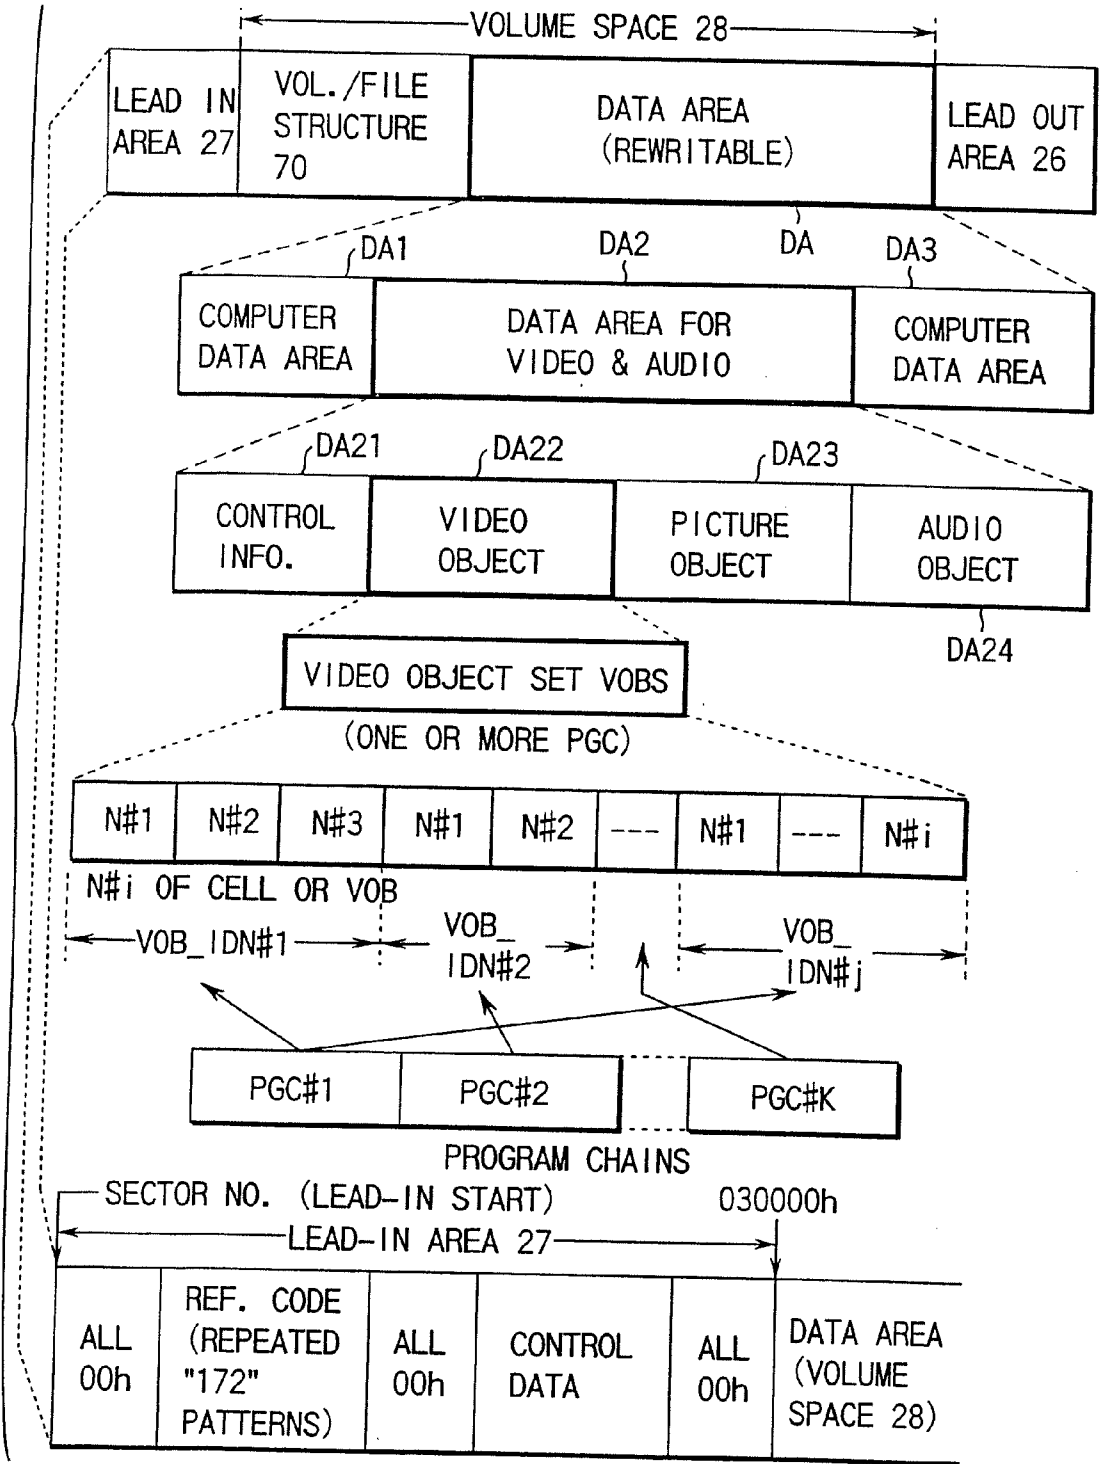 VOLUME SPACE 28
LEAD IN
AREA 27
VOL./FILE
STRUCTURE
70
DATA AREA
(REWRITABLE)
LEAD OUT
AREA 26
DA
DA1
DA2
DA3
COMPUTER
DATA AREA
DATA AREA FOR
VIDEO & AUDIO
COMPUTER
DATA AREA
DA21
DA22
DA23
CONTROL
INFO.
VIDEO
OBJECT
PICTURE
OBJECT
AUDIO
OBJECT
DA24
VIDEO OBJECT SET VOBS
(ONE OR MORE PGC)
N#1 N#2 N#3 N#1 N#2 --- N#1 --- N#i
N#i OF CELL OR VOB
VOB_IDN#1
VOB_
IDN#2
VOB_
IDN#j
PGC#1 PGC#2 PGC#K
PROGRAM CHAINS
SECTOR NO. (LEAD-IN START)
030000h
LEAD-IN AREA 27
ALL
00h
REF. CODE
(REPEATED
"172"
PATTERNS)
ALL
00h
CONTROL
DATA
ALL
00h
DATA AREA
(VOLUME
SPACE 28)